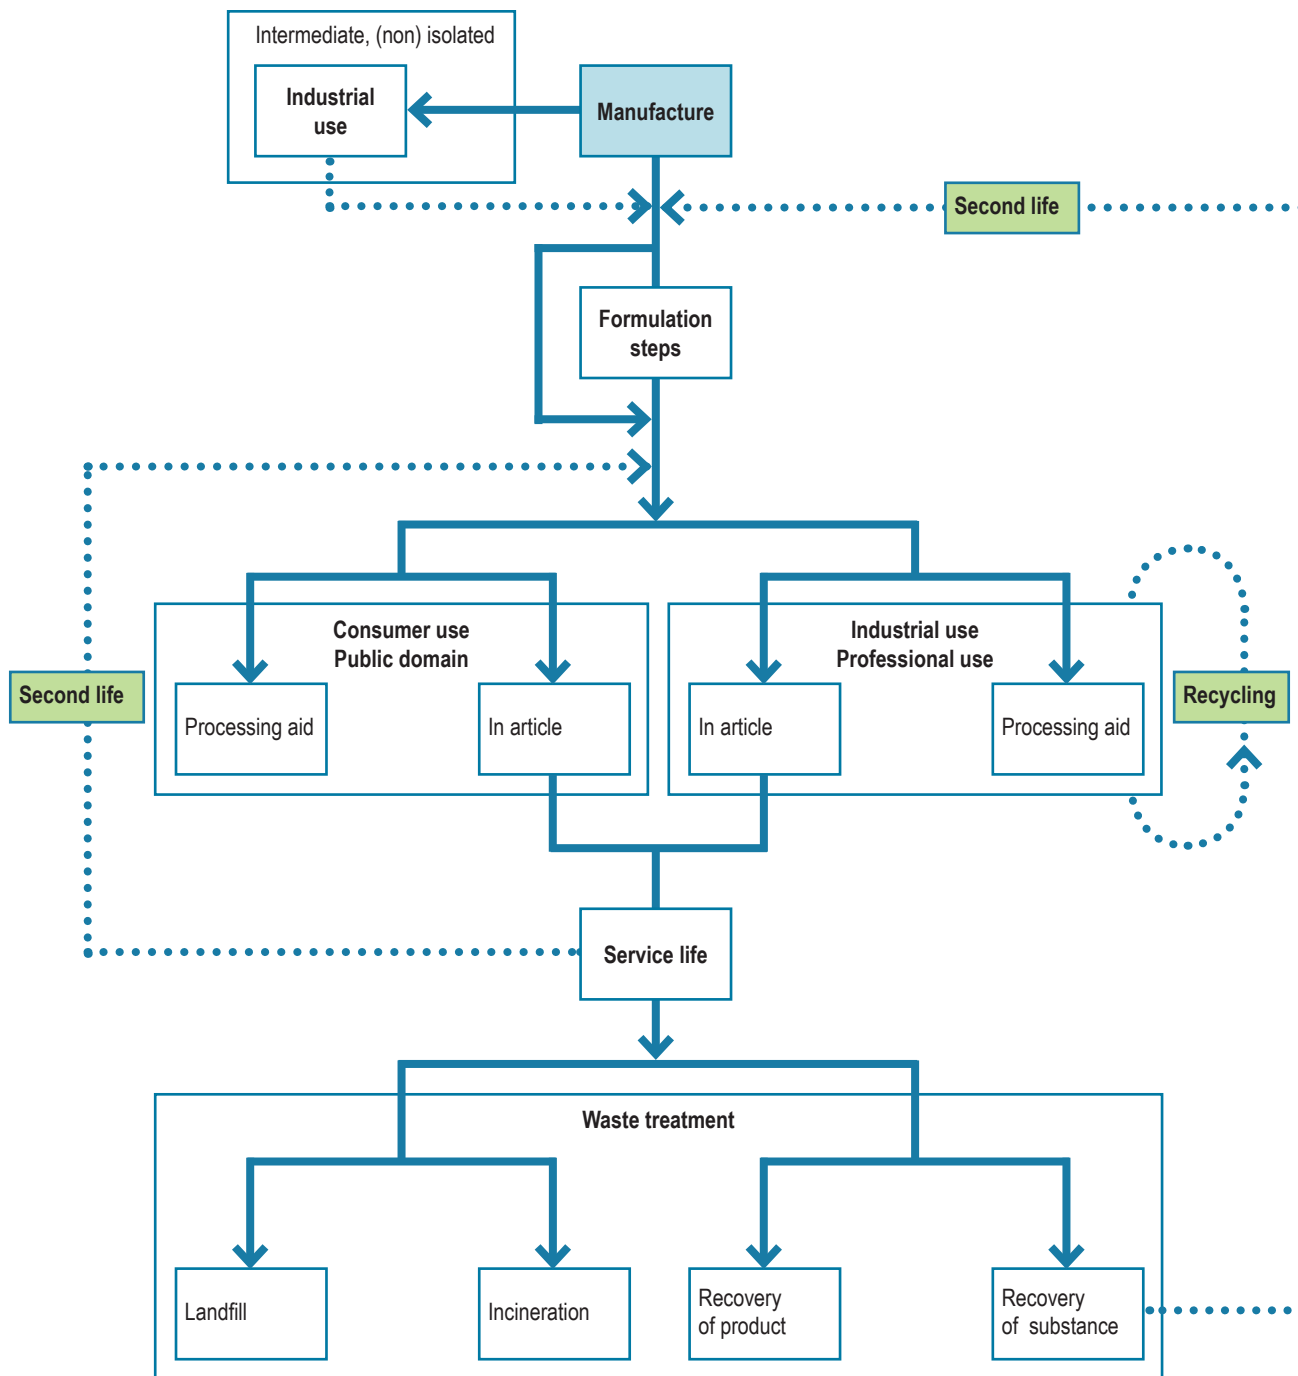 Intermediate, (non) isolated
Industrial
use
Manufacture
Second life
Formulation
steps
Consumer use
Public domain
Industrial use
Professional use
Second life
Processing aid
In article
In article
Processing aid
Recycling
Service life
Waste treatment
Landfill
Incineration
Recovery
of product
Recovery
of substance